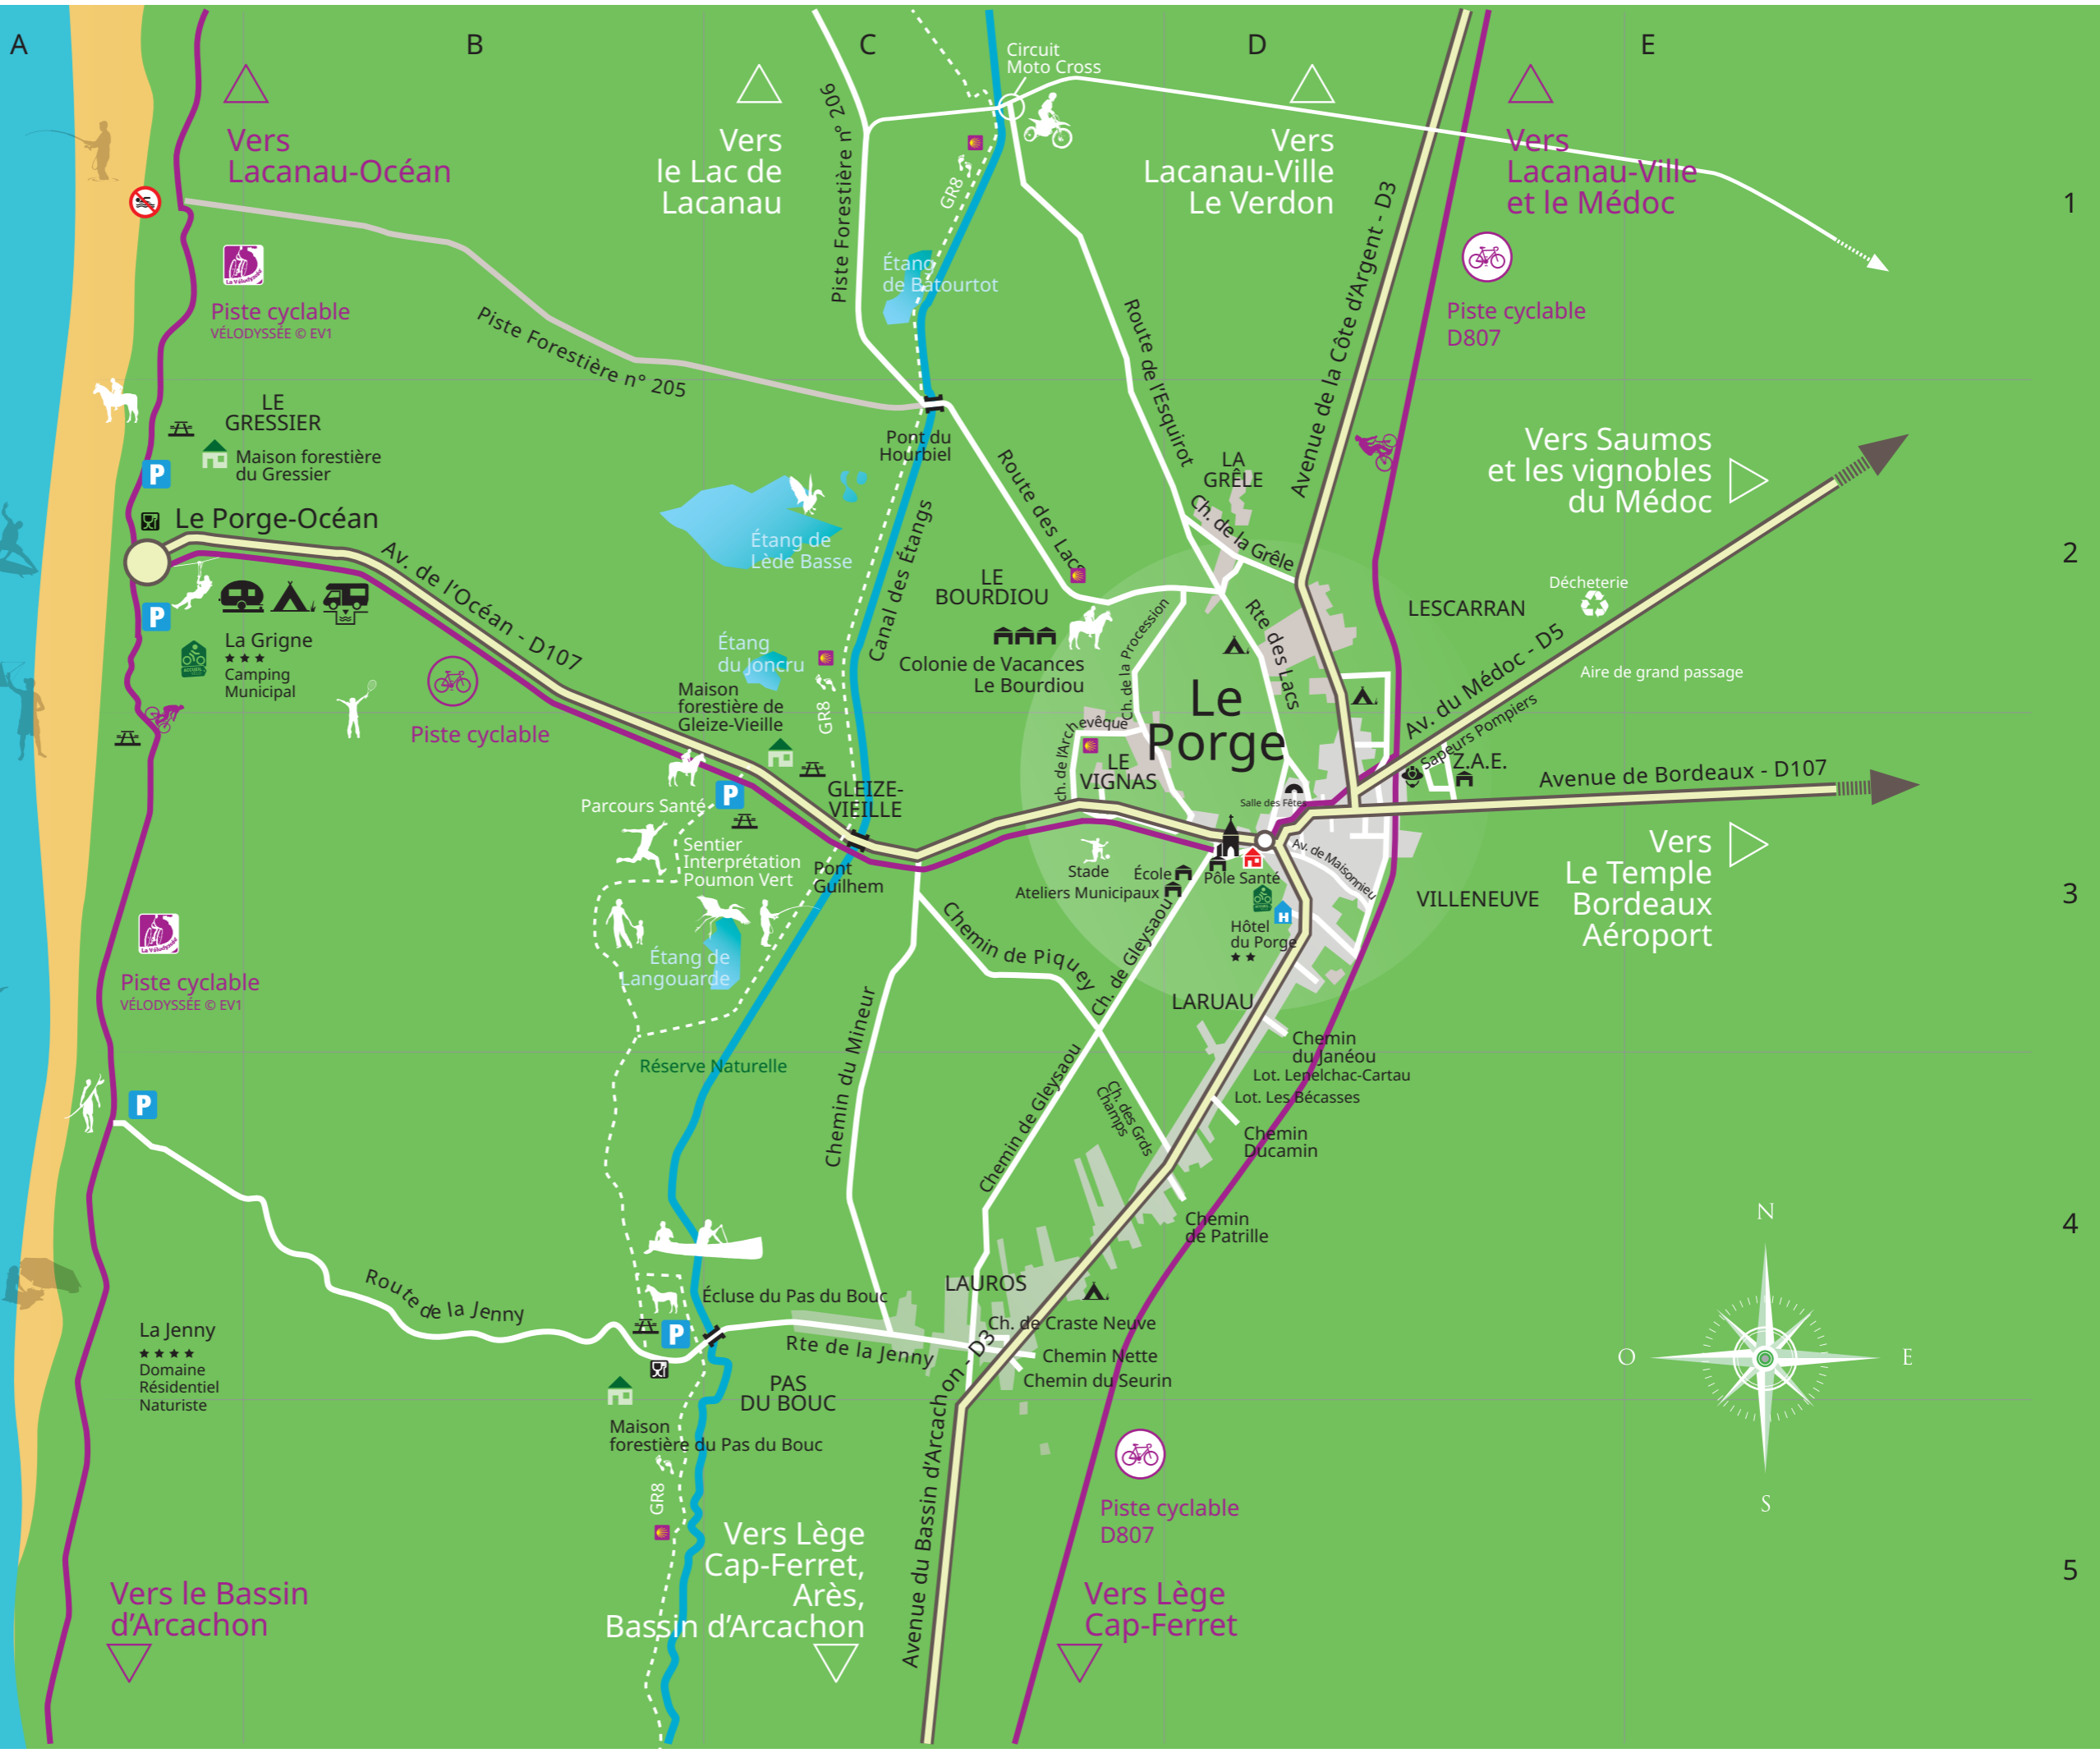 A
B
C
D
E
1
2
3
4
5
Vers
Lacanau-Océan
Vers
le Lac de
Lacanau
Circuit
Moto Cross
Vers
Lacanau-Ville
Le Verdon
Vers
Lacanau-Ville
et le Médoc
Piste Forestière n° 206
GR8
Avenue de la Côte d'Argent - D3
La Vélodyssée
Piste cyclable
VÉLODYSSÉE © EV1
Étang
de Batourtot
Piste cyclable
D807
Piste Forestière n° 205
Route de l'Esquirot
LE
GRESSIER
Maison forestière
du Gressier
P
Pont du
Hourbiel
Route des Lacs
LA
GRÊLE
Ch. de la Grêle
Vers Saumos
et les vignobles
du Médoc
Le Porge-Océan
Av. de l'Océan - D107
Étang de
Lède Basse
Canal des Étangs
LE
BOURDIOU
Colonie de Vacances
Le Bourdiou
Ch. de la Procession
Rte des Lacs
LESCARRAN
Décheterie
Av. du Médoc - D5
Aire de grand passage
P
La Grigne
★★★
Camping
Municipal
ACCUEIL
Piste cyclable
Étang
du Joncru
Maison
forestière de
Gleize-Vieille
GR8
Le
Porge
ch. de l'Archevêque
LE
VIGNAS
Sapeurs Pompiers
Z.A.E.
Avenue de Bordeaux - D107
Parcours Santé
P
GLEIZE-
VIEILLE
Salle des Fêtes
Sentier
Interprétation
Poumon Vert
Pont
Guilhem
Stade
École
Ateliers Municipaux
Pôle Santé
Av. de Maisonnieu
H
Hôtel
du Porge
★★
VILLENEUVE
Vers
Le Temple
Bordeaux
Aéroport
La Vélodyssée
Piste cyclable
VÉLODYSSÉE © EV1
Étang de
Langouarde
Chemin de Piquey
Ch. de Gleysaou
LARUAU
Chemin du Mineur
Chemin
du Janéou
Lot. Lenelchac-Cartau
Lot. Les Bécasses
Chemin
Ducamin
Réserve Naturelle
P
Chemin de Gleysaou
Ch. des Grds
Champs
Chemin
de Patrille
Route de la Jenny
La Jenny
★★★★
Domaine
Résidentiel
Naturiste
P
Écluse du Pas du Bouc
LAUROS
Ch. de Craste Neuve
Rte de la Jenny
Chemin Nette
Chemin du Seurin
PAS
DU BOUC
Maison
forestière du Pas du Bouc
GR8
Avenue du Bassin d'Arcachon - D3
Piste cyclable
D807
Vers le Bassin
d'Arcachon
Vers Lège
Cap-Ferret,
Arès,
Bassin d'Arcachon
Vers Lège
Cap-Ferret
N
O
E
S